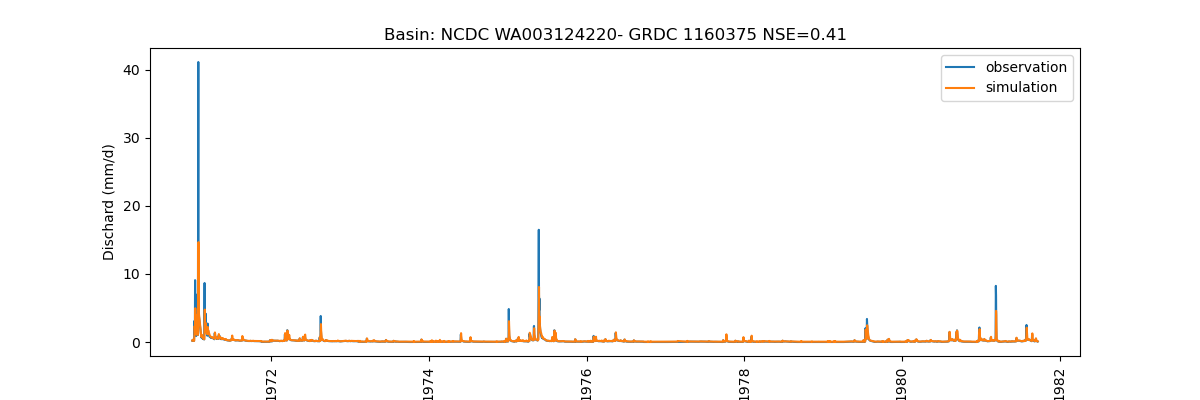 Basin: NCDC WA003124220- GRDC 1160375 NSE=0.41
observation
simulation
Dischard (mm/d)
40
30
20
10
0
1972
1974
1976
1978
1980
1982